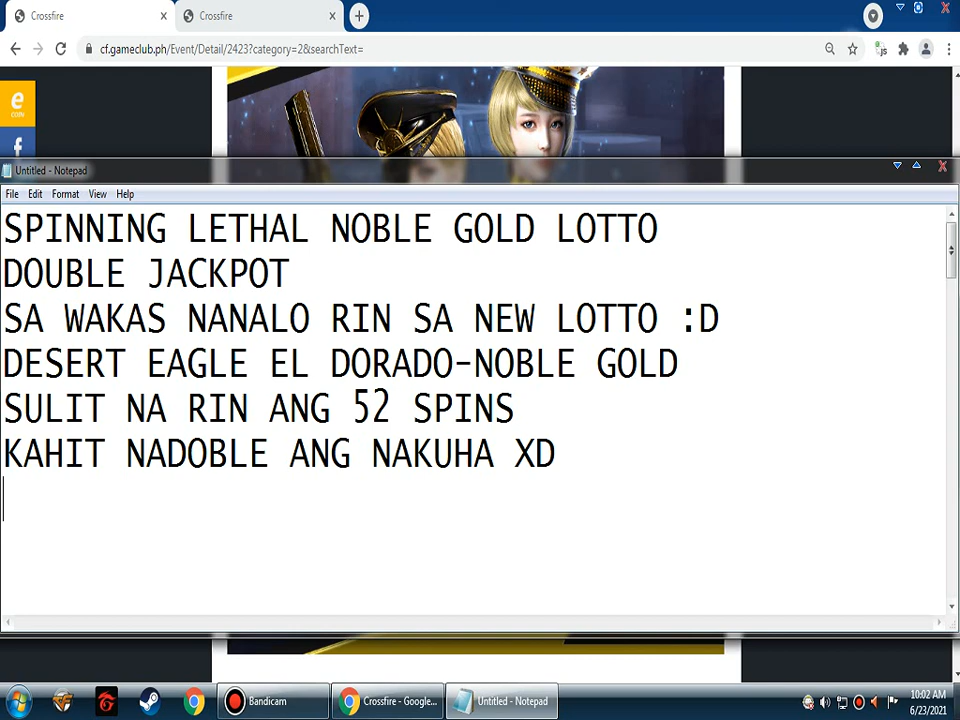 Crossfire
Crossfire
cf.gameclub.ph/Event/Detail/2423?category=2&searchText=
e
COIN
f
Untitled - Notepad
File Edit Format View Help
SPINNING LETHAL NOBLE GOLD LOTTO
DOUBLE JACKPOT
SA WAKAS NANALO RIN SA NEW LOTTO :D
DESERT EAGLE EL DORADO-NOBLE GOLD
SULIT NA RIN ANG 52 SPINS
KAHIT NADOBLE ANG NAKUHA XD
Bandicam
Crossfire - Google...
Untitled - Notepad
10:02 AM
6/23/2021